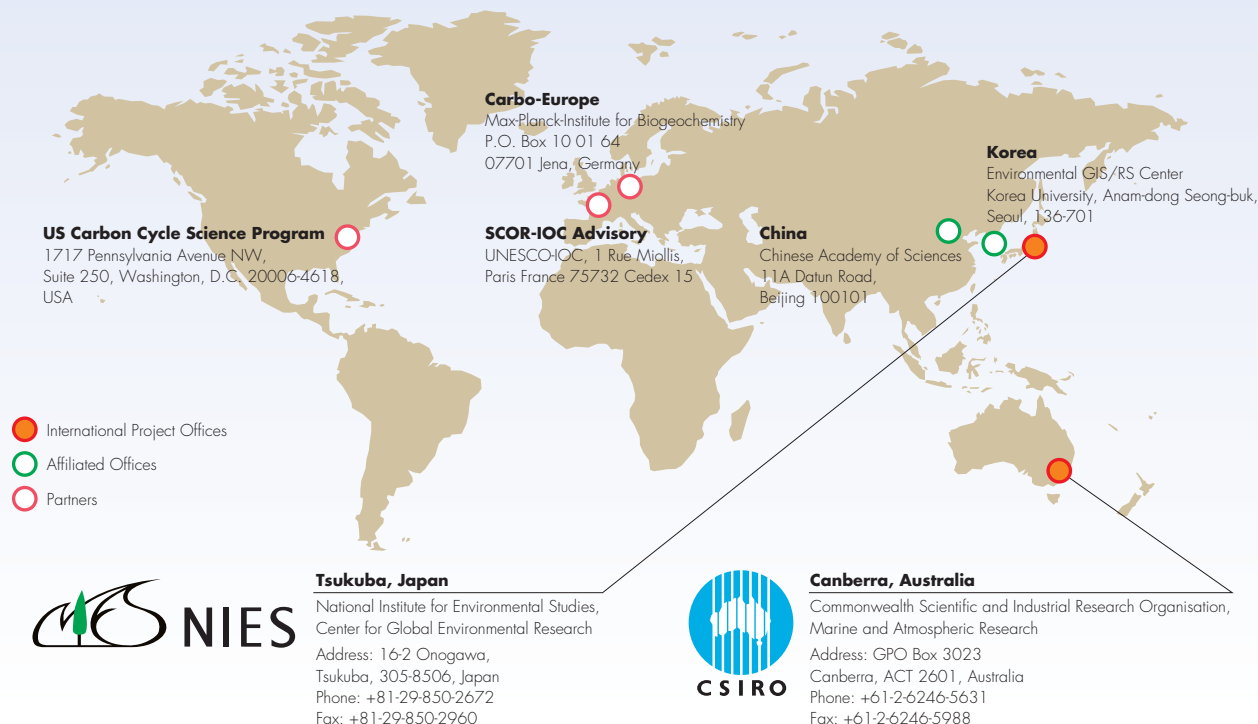 Carbo-Europe
Max-Planck-Institute for Biogeochemistry
P.O. Box 10 01 64
07701 Jena, Germany
Korea
Environmental GIS/RS Center
Korea University, Anam-dong Seong-buk,
Seoul, 136-701
US Carbon Cycle Science Program
1717 Pennsylvania Avenue NW,
Suite 250, Washington, D.C. 20006-4618,
USA
SCOR-IOC Advisory
UNESCO-IOC, 1 Rue Miollis,
Paris France 75732 Cedex 15
China
Chinese Academy of Sciences
11A Datun Road,
Beijing 100101
International Project Offices
Affiliated Offices
Partners
NIES
Tsukuba, Japan
National Institute for Environmental Studies,
Center for Global Environmental Research
Address: 16-2 Onogawa,
Tsukuba, 305-8506, Japan
Phone: +81-29-850-2672
Fax: +81-29-850-2960
CSIRO
Canberra, Australia
Commonwealth Scientific and Industrial Research Organisation,
Marine and Atmospheric Research
Address: GPO Box 3023
Canberra, ACT 2601, Australia
Phone: +61-2-6246-5631
Fax: +61-2-6246-5988